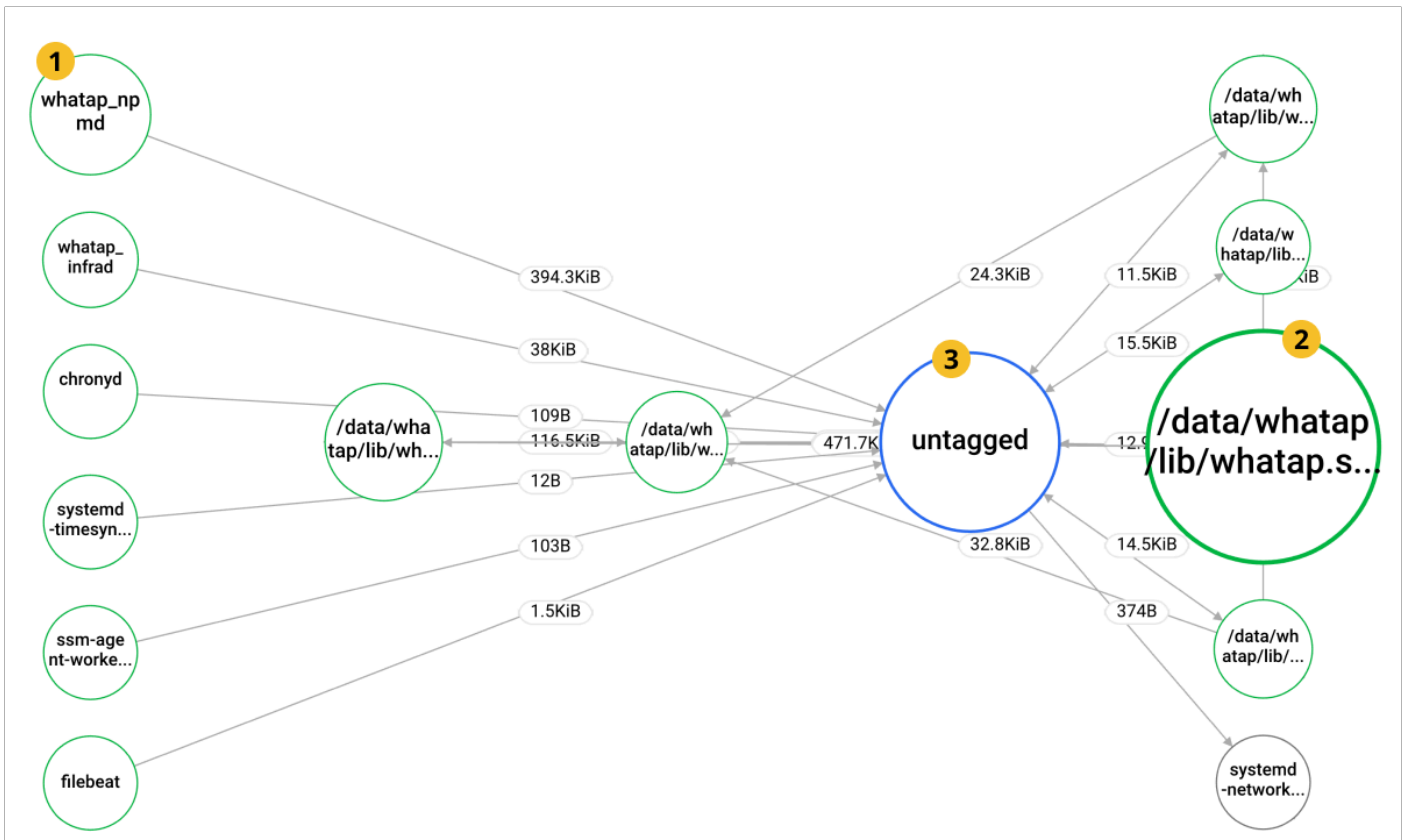 1
whatap_np
md
whatap_
infrad
chronyd
systemd
-timesyn...
ssm-age
nt-worke...
filebeat
/data/wha
tap/lib/wh...
/data/wh
atap/lib/w...
394.3KiB
38KiB
109B
116.5KiB
12B
103B
1.5KiB
471.7K
3
untagged
24.3KiB
11.5KiB
15.5KiB
12.9
32.8KiB
14.5KiB
374B
/data/wh
atap/lib/w...
/data/w
hatap/lib...
KiB
2
/data/whatap
/lib/whatap.s...
/data/wh
atap/lib/...
systemd
-network...